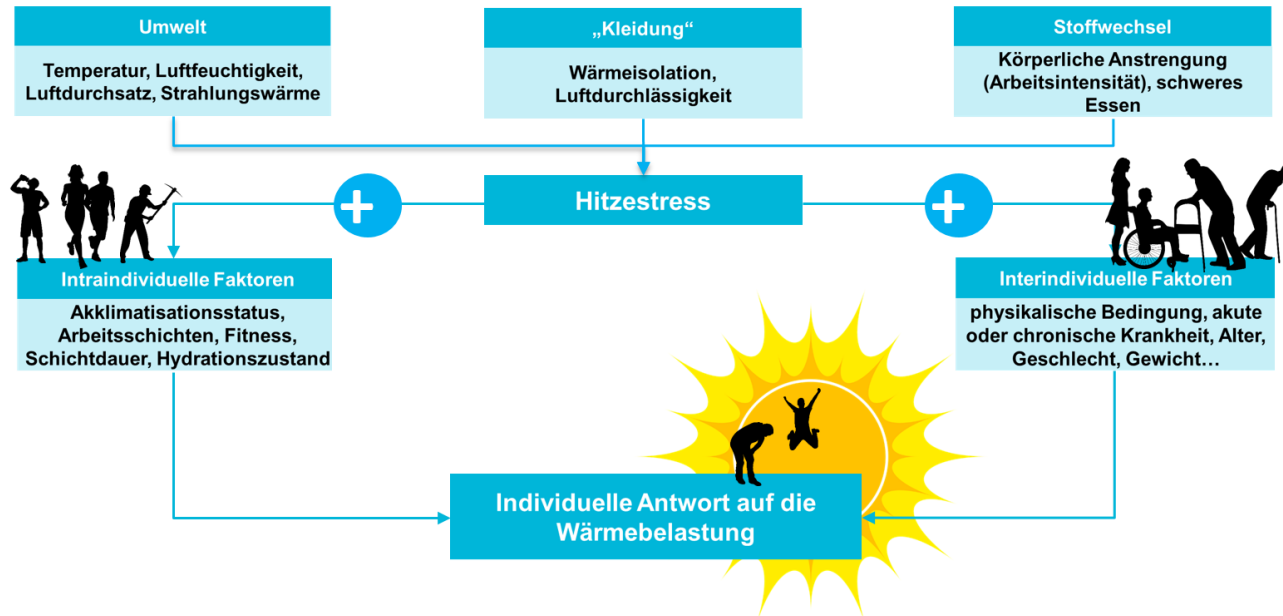 Umwelt
Temperatur, Luftfeuchtigkeit,
Luftdurchsatz, Strahlungswärme
„Kleidung“
Wärmeisolation,
Luftdurchlässigkeit
Stoffwechsel
Körperliche Anstrengung
(Arbeitsintensität), schweres
Essen
+
Hitzestress
+
Intraindividuelle Faktoren
Akklimatisationsstatus,
Arbeitsschichten, Fitness,
Schichtdauer, Hydrationszustand
Interindividuelle Faktoren
physikalische Bedingung, akute
oder chronische Krankheit, Alter,
Geschlecht, Gewicht…
Individuelle Antwort auf die
Wärmebelastung